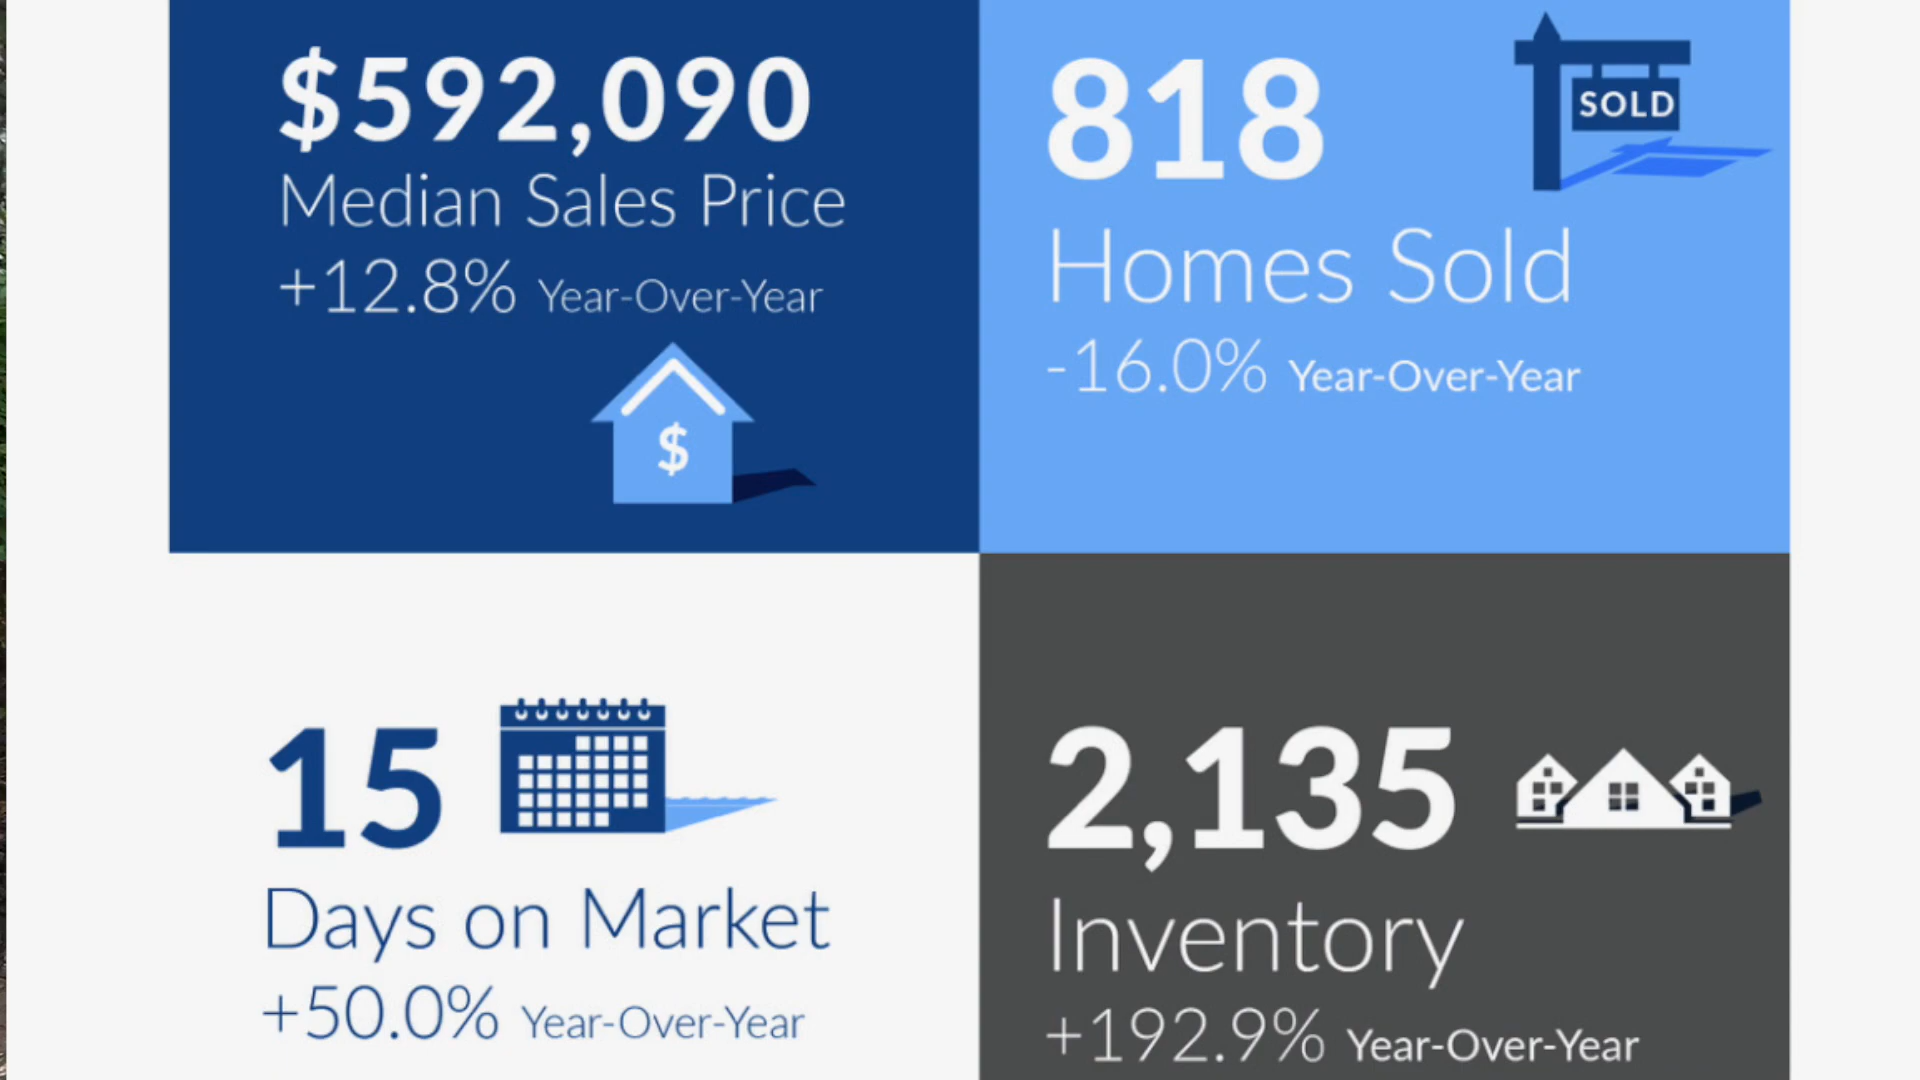 $592,090
Median Sales Price
+12.8% Year-Over-Year
$
818
SOLD
Homes Sold
-16.0% Year-Over-Year
15
Days on Market
+50.0% Year-Over-Year
2,135
Inventory
+192.9% Year-Over-Year